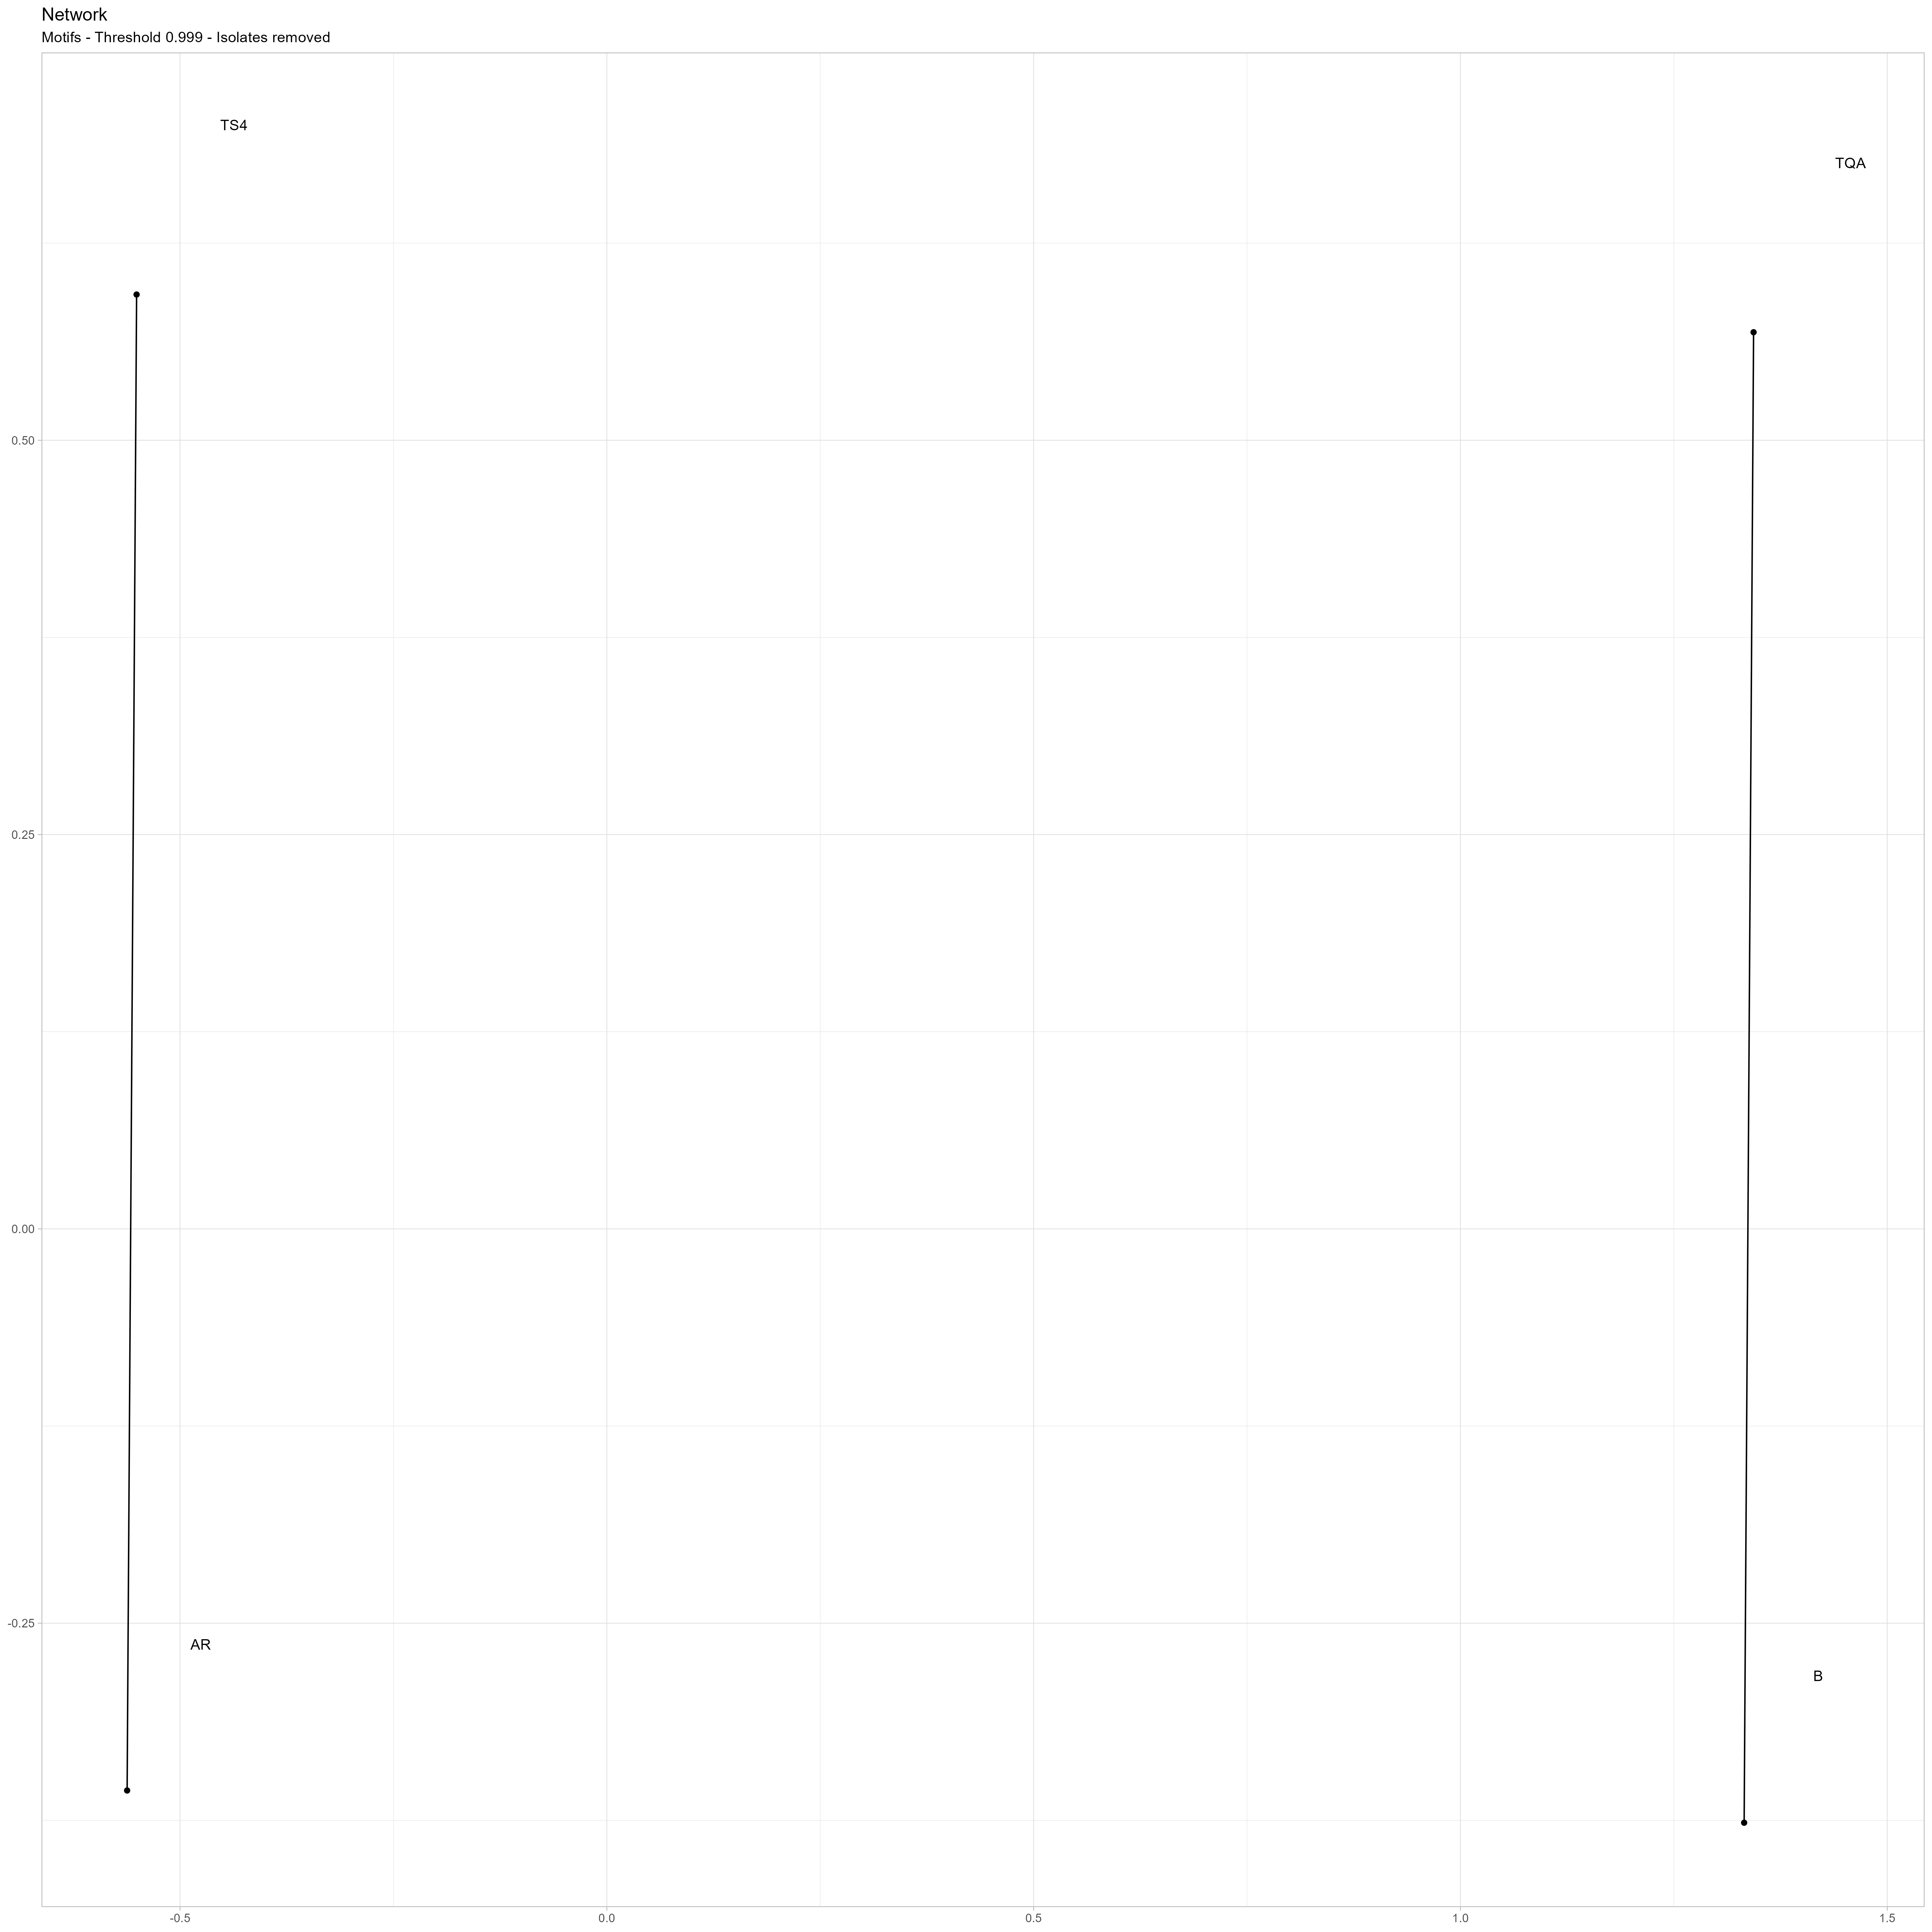 Network
Motifs - Threshold 0.999 - Isolates removed
TS4
TQA
0.50
0.25
0.00
-0.25
AR
B
-0.5
0.0
0.5
1.0
1.5